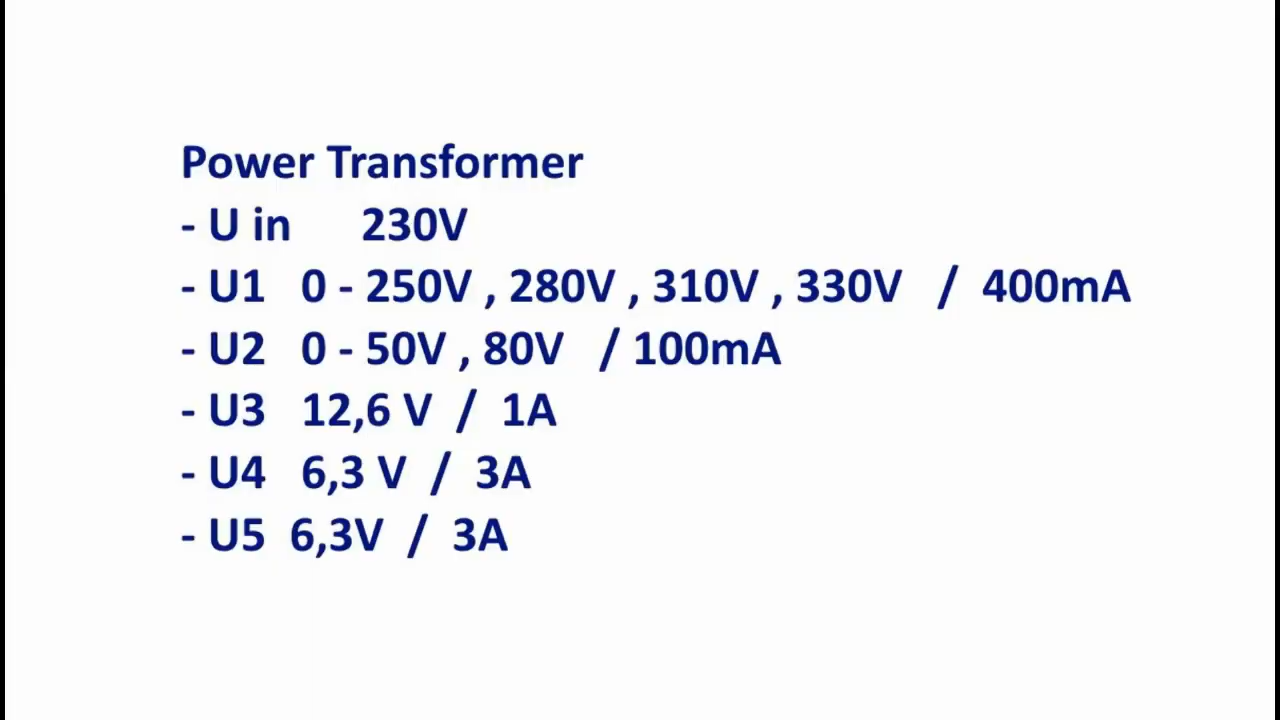 Power Transformer
- U in 230V
- U1 0 - 250V , 280V , 310V , 330V / 400mA
- U2 0 - 50V , 80V / 100mA
- U3 12,6 V / 1A
- U4 6,3 V / 3A
- U5 6,3V / 3A